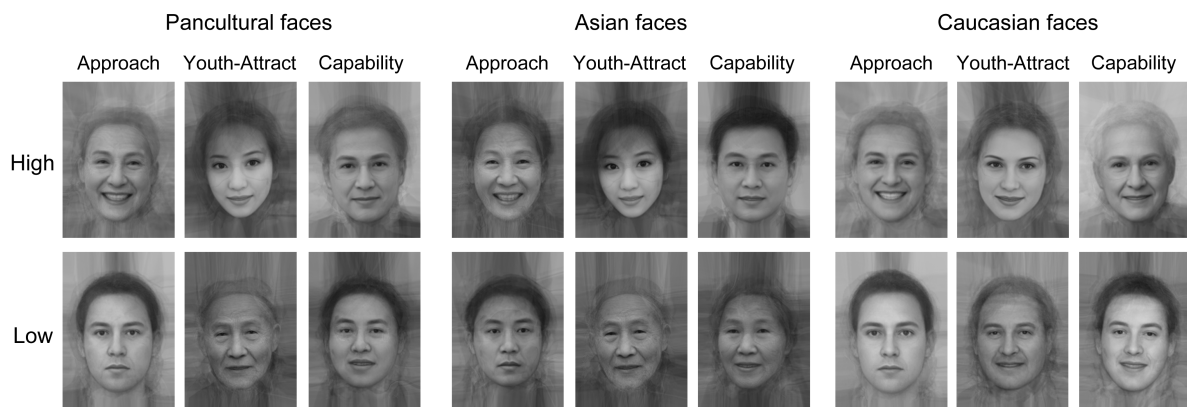 Pancultural faces Asian faces Caucasian faces
Approach Youth-Attract Capability Approach Youth-Attract Capability Approach Youth-Attract Capability
High
Low